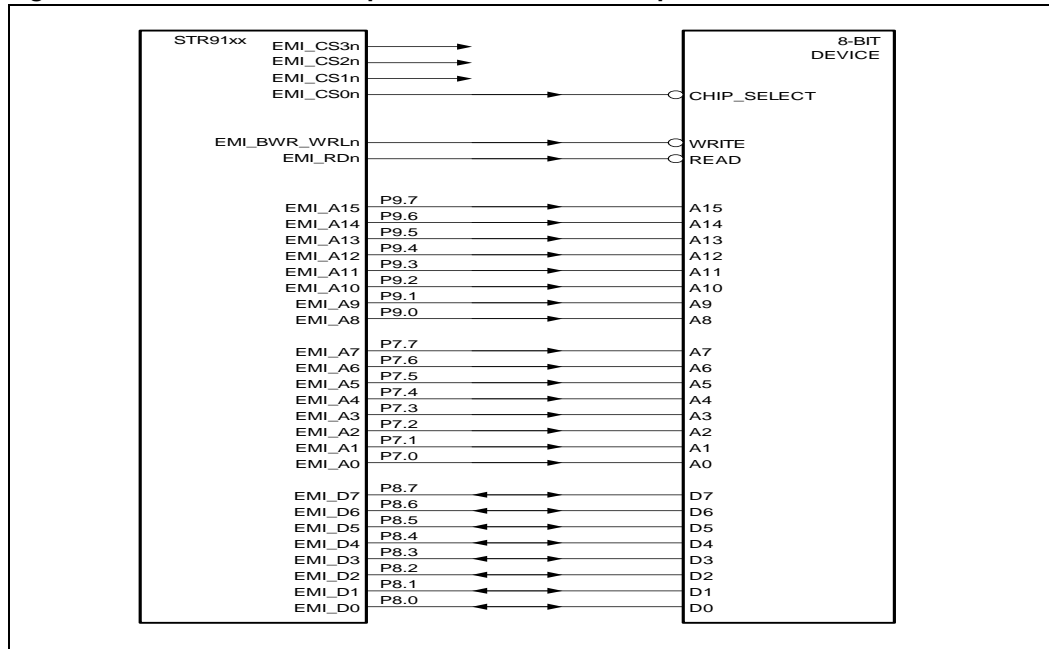 STR91xx
8-BIT
DEVICE
EMI_CS3n
EMI_CS2n
EMI_CS1n
EMI_CS0n CHIP_SELECT
EMI_BWR_WRLn WRITE
EMI_RDn READ
EMI_A15 P9.7 A15
EMI_A14 P9.6 A14
EMI_A13 P9.5 A13
EMI_A12 P9.4 A12
EMI_A11 P9.3 A11
EMI_A10 P9.2 A10
EMI_A9 P9.1 A9
EMI_A8 P9.0 A8
EMI_A7 P7.7 A7
EMI_A6 P7.6 A6
EMI_A5 P7.5 A5
EMI_A4 P7.4 A4
EMI_A3 P7.3 A3
EMI_A2 P7.2 A2
EMI_A1 P7.1 A1
EMI_A0 P7.0 A0
EMI_D7 P8.7 D7
EMI_D6 P8.6 D6
EMI_D5 P8.5 D5
EMI_D4 P8.4 D4
EMI_D3 P8.3 D3
EMI_D2 P8.2 D2
EMI_D1 P8.1 D1
EMI_D0 P8.0 D0